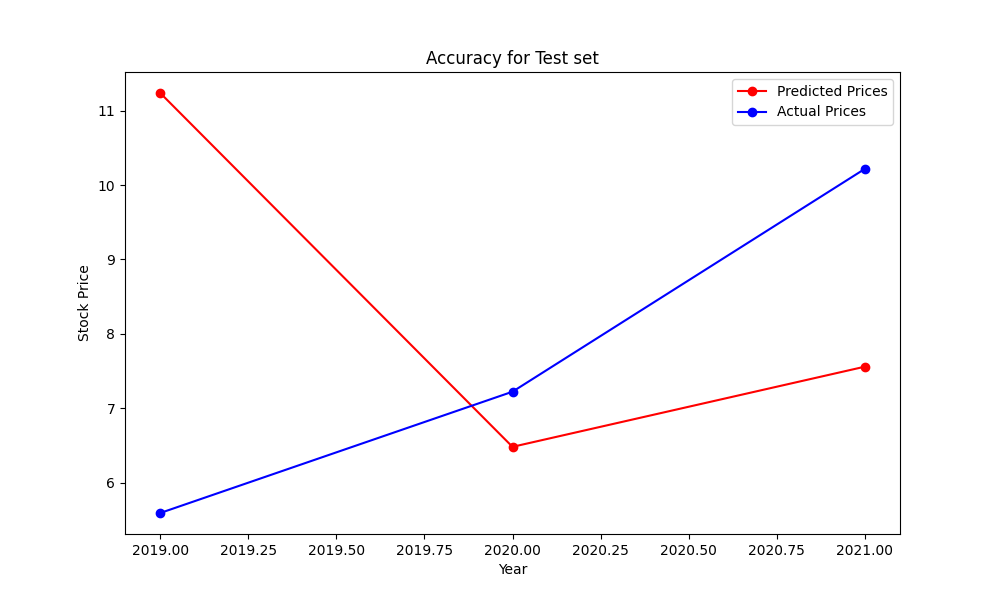 Accuracy for Test set
Predicted Prices
Actual Prices
11
10
9
8
7
6
Stock Price
2019.00 2019.25 2019.50 2019.75 2020.00 2020.25 2020.50 2020.75 2021.00
Year